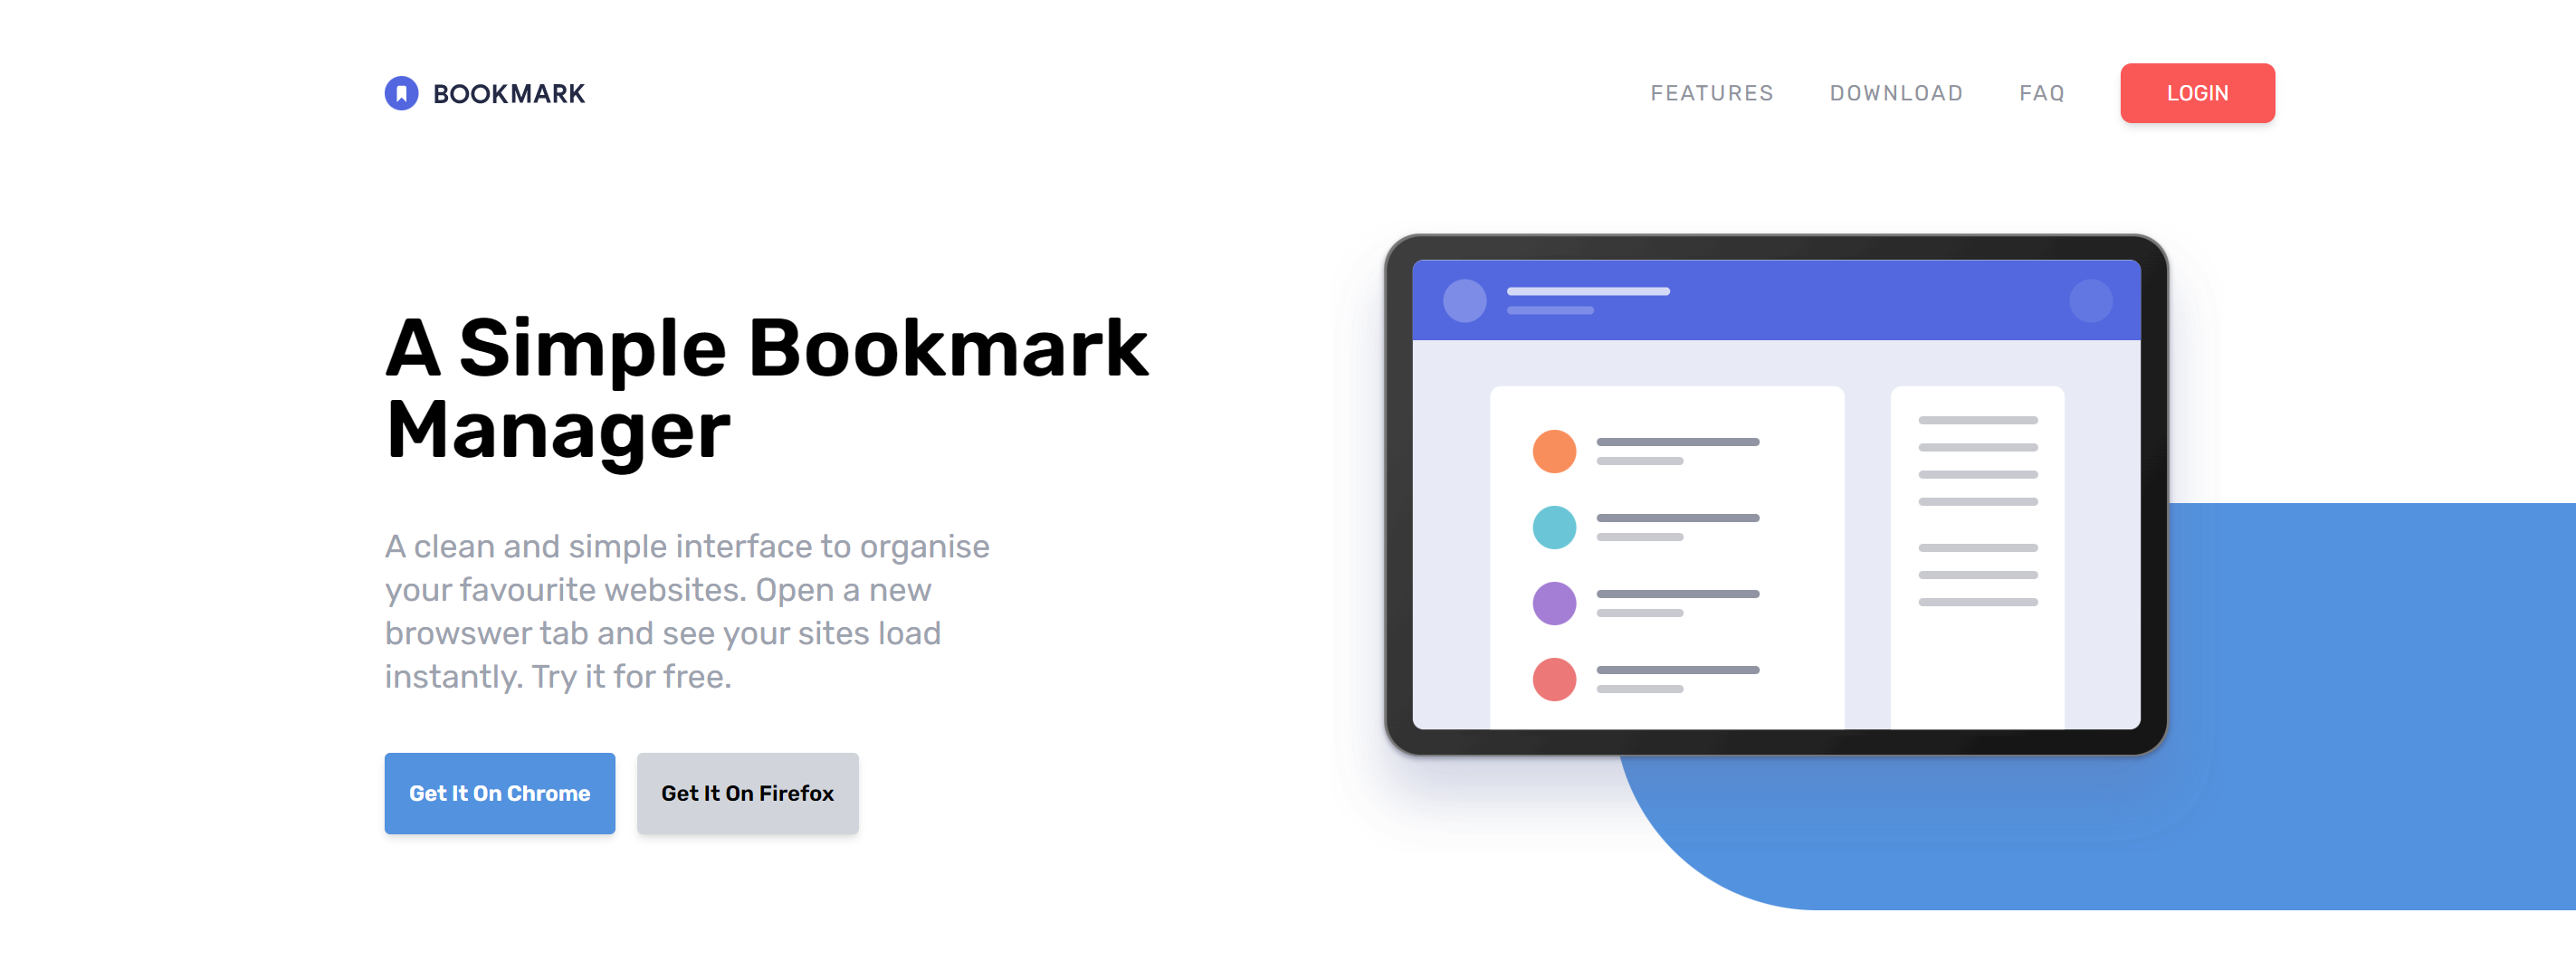 BOOKMARK
FEATURES
DOWNLOAD
FAQ
LOGIN
A Simple Bookmark
Manager
A clean and simple interface to organise
your favourite websites. Open a new
browswer tab and see your sites load
instantly. Try it for free.
Get It On Chrome
Get It On Firefox